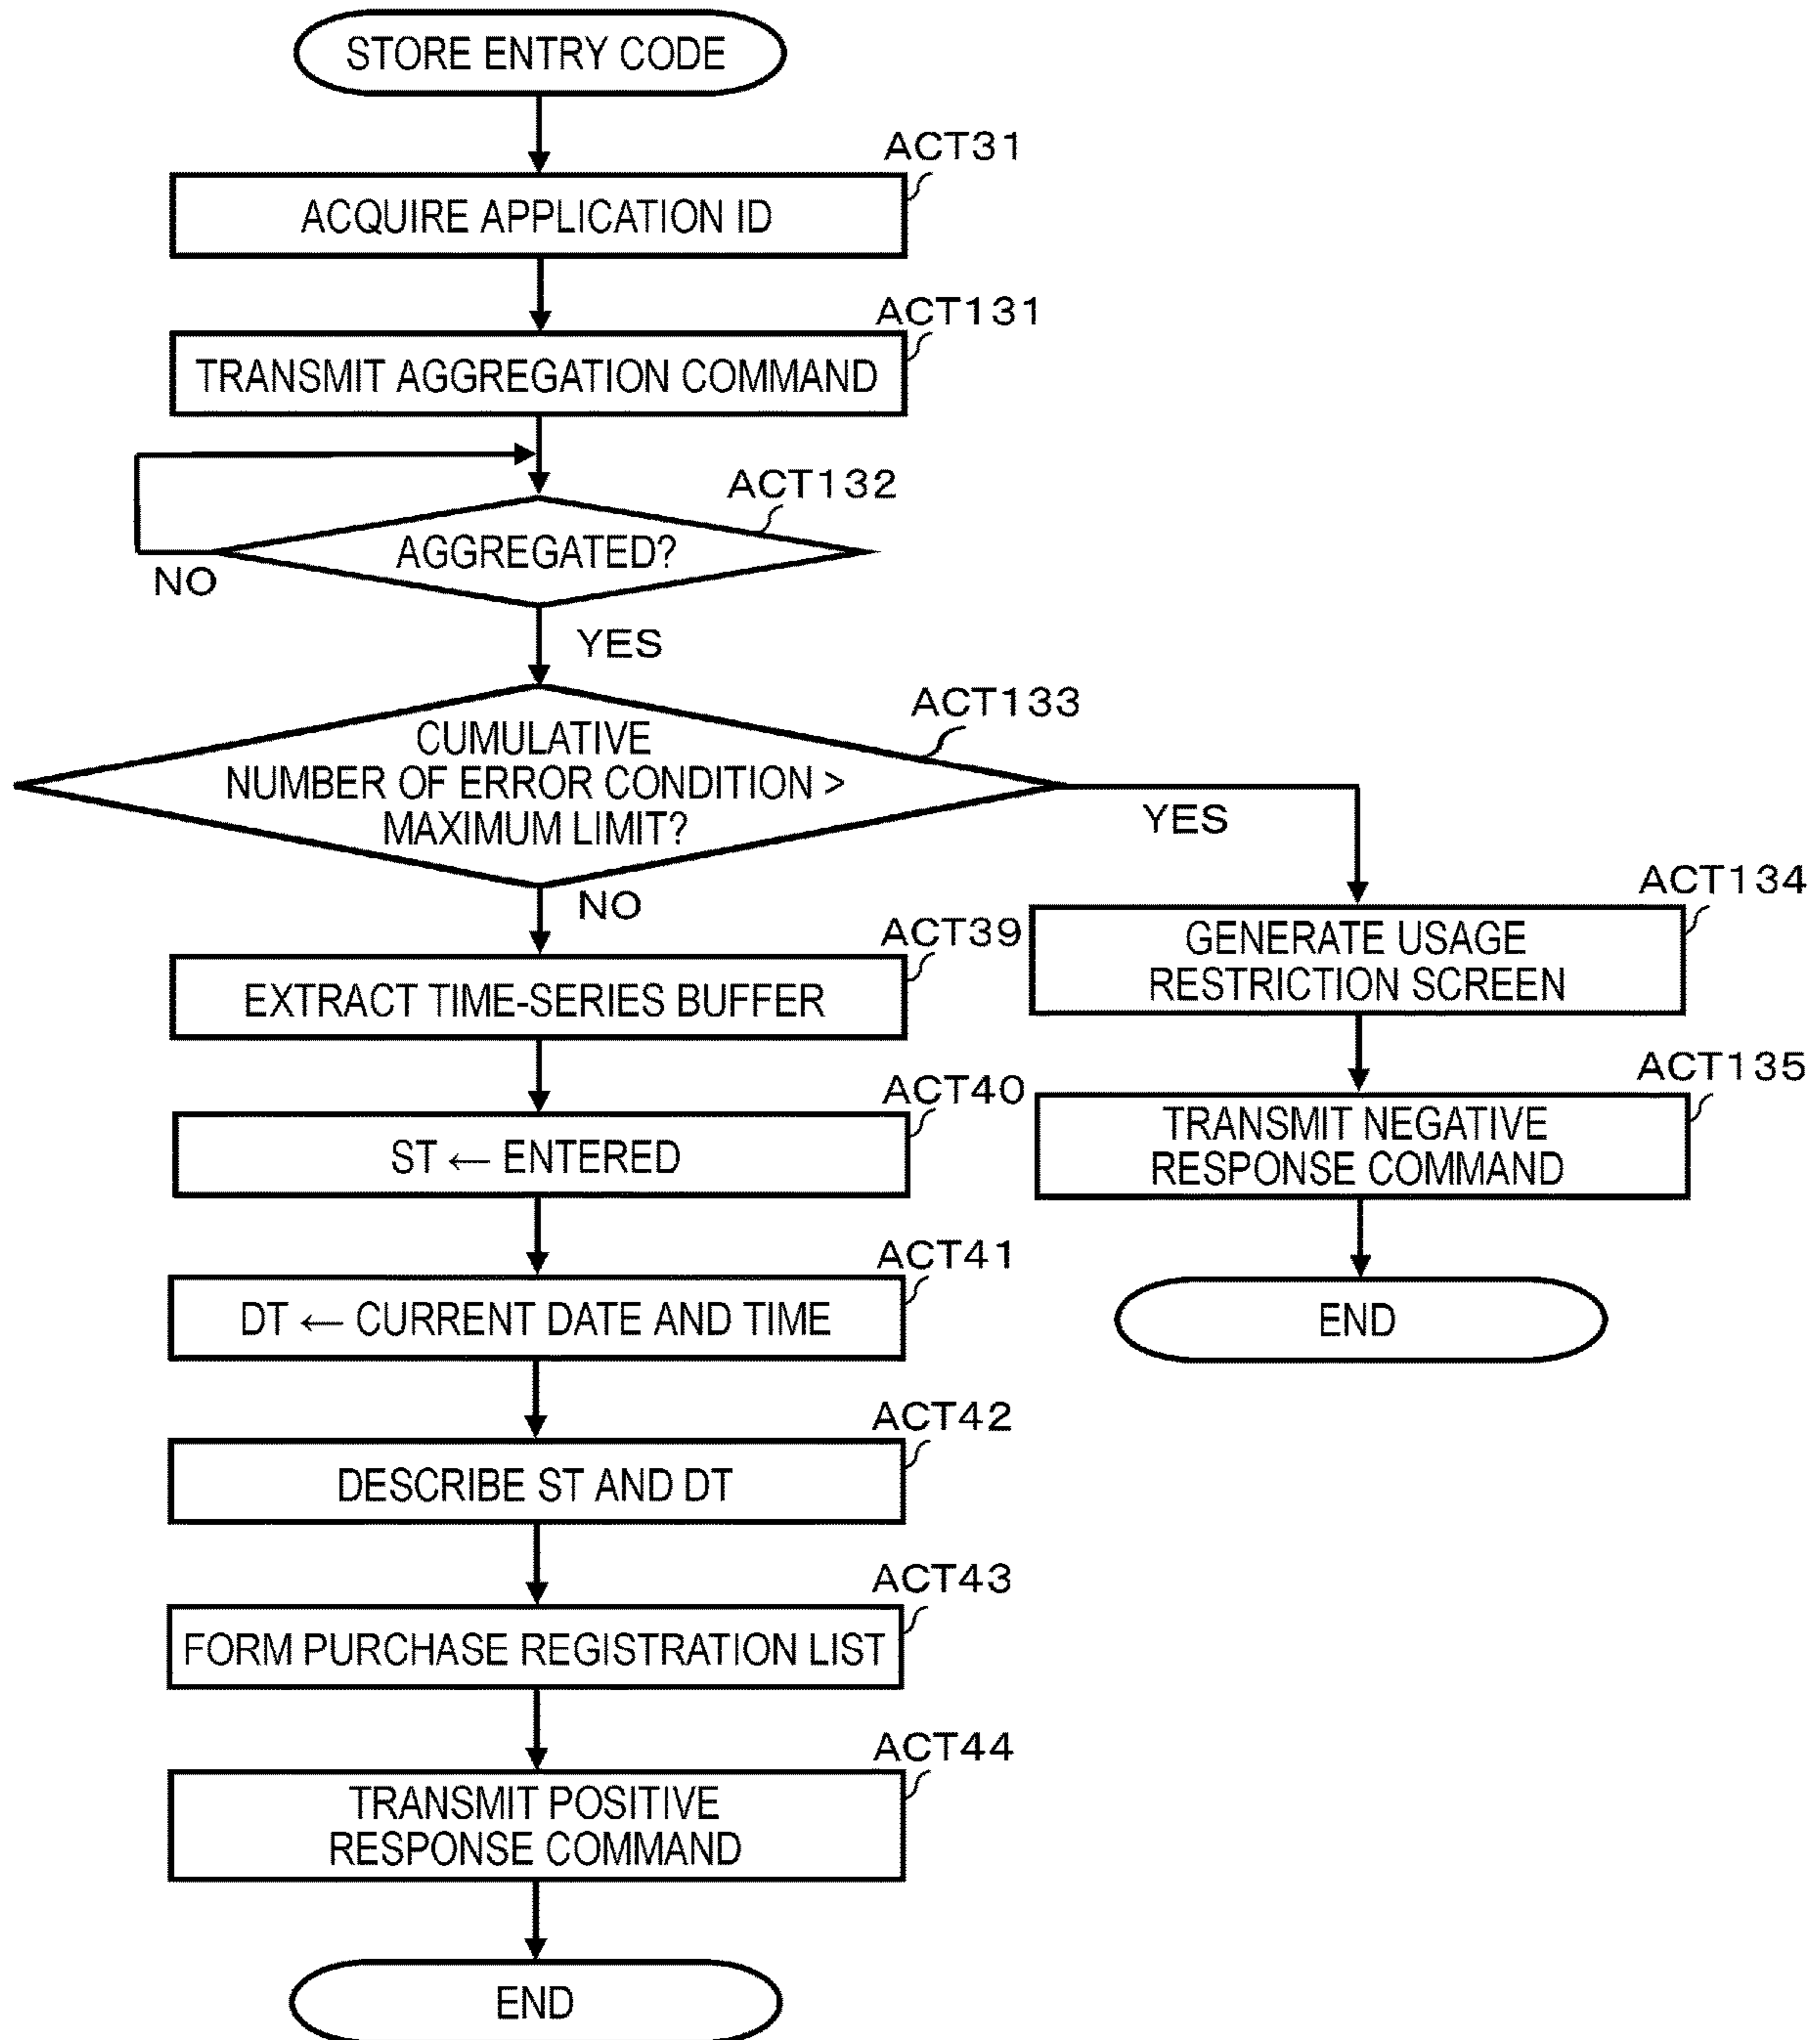 STORE ENTRY CODE
ACT31
ACQUIRE APPLICATION ID
ACT131
TRANSMIT AGGREGATION COMMAND
ACT132
AGGREGATED?
NO
YES
ACT133
CUMULATIVE
NUMBER OF ERROR CONDITION >
MAXIMUM LIMIT?
YES
NO
ACT134
GENERATE USAGE
RESTRICTION SCREEN
ACT135
TRANSMIT NEGATIVE
RESPONSE COMMAND
END
ACT39
EXTRACT TIME-SERIES BUFFER
ACT40
ST ← ENTERED
ACT41
DT ← CURRENT DATE AND TIME
ACT42
DESCRIBE ST AND DT
ACT43
FORM PURCHASE REGISTRATION LIST
ACT44
TRANSMIT POSITIVE
RESPONSE COMMAND
END